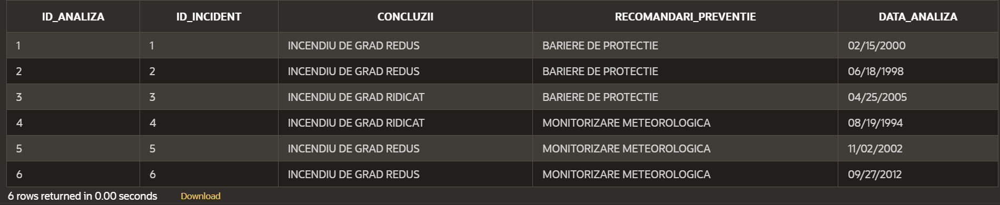 ID_ANALIZA ID_INCIDENT CONCLUZII RECOMANDARI_PREVENTIE DATA_ANALIZA
1 1 INCENDIU DE GRAD REDUS BARIERE DE PROTECTIE 02/15/2000
2 2 INCENDIU DE GRAD REDUS BARIERE DE PROTECTIE 06/18/1998
3 3 INCENDIU DE GRAD RIDICAT BARIERE DE PROTECTIE 04/25/2005
4 4 INCENDIU DE GRAD RIDICAT MONITORIZARE METEOROLOGICA 08/19/1994
5 5 INCENDIU DE GRAD REDUS MONITORIZARE METEOROLOGICA 11/02/2002
6 6 INCENDIU DE GRAD REDUS MONITORIZARE METEOROLOGICA 09/27/2012
6 rows returned in 0.00 seconds Download